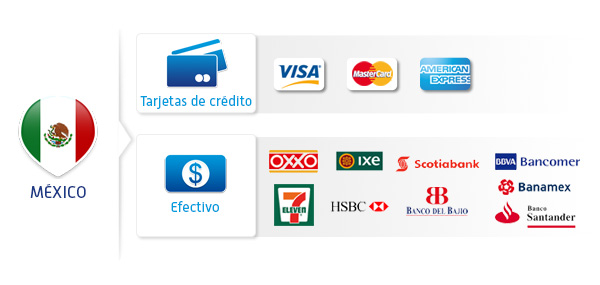 MÉXICO
Tarjetas de crédito
VISA
MasterCard
AMERICAN
EXPRESS
Efectivo
OXXO
IXE
Scotiabank
BBVA Bancomer
7
ELEVEN
HSBC
BB
BANCO DEL BAJIO
Banamex
Banco
Santander